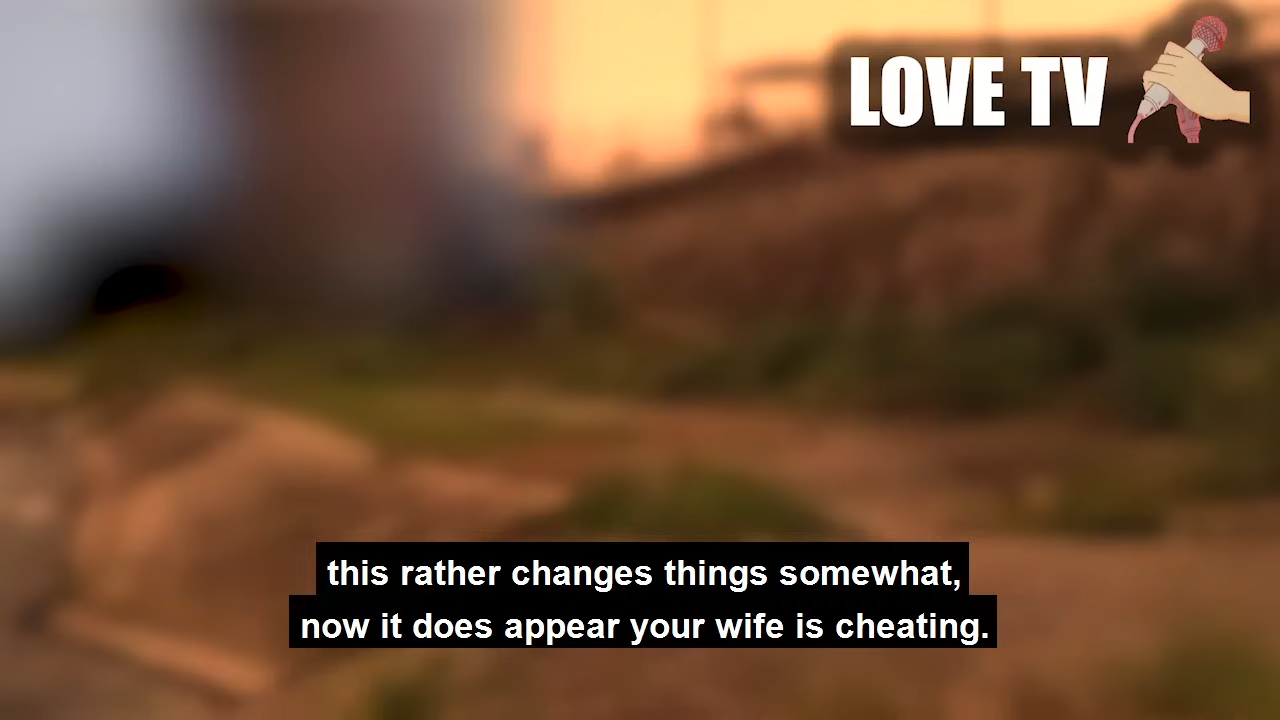 LOVE TV
this rather changes things somewhat,
now it does appear your wife is cheating.